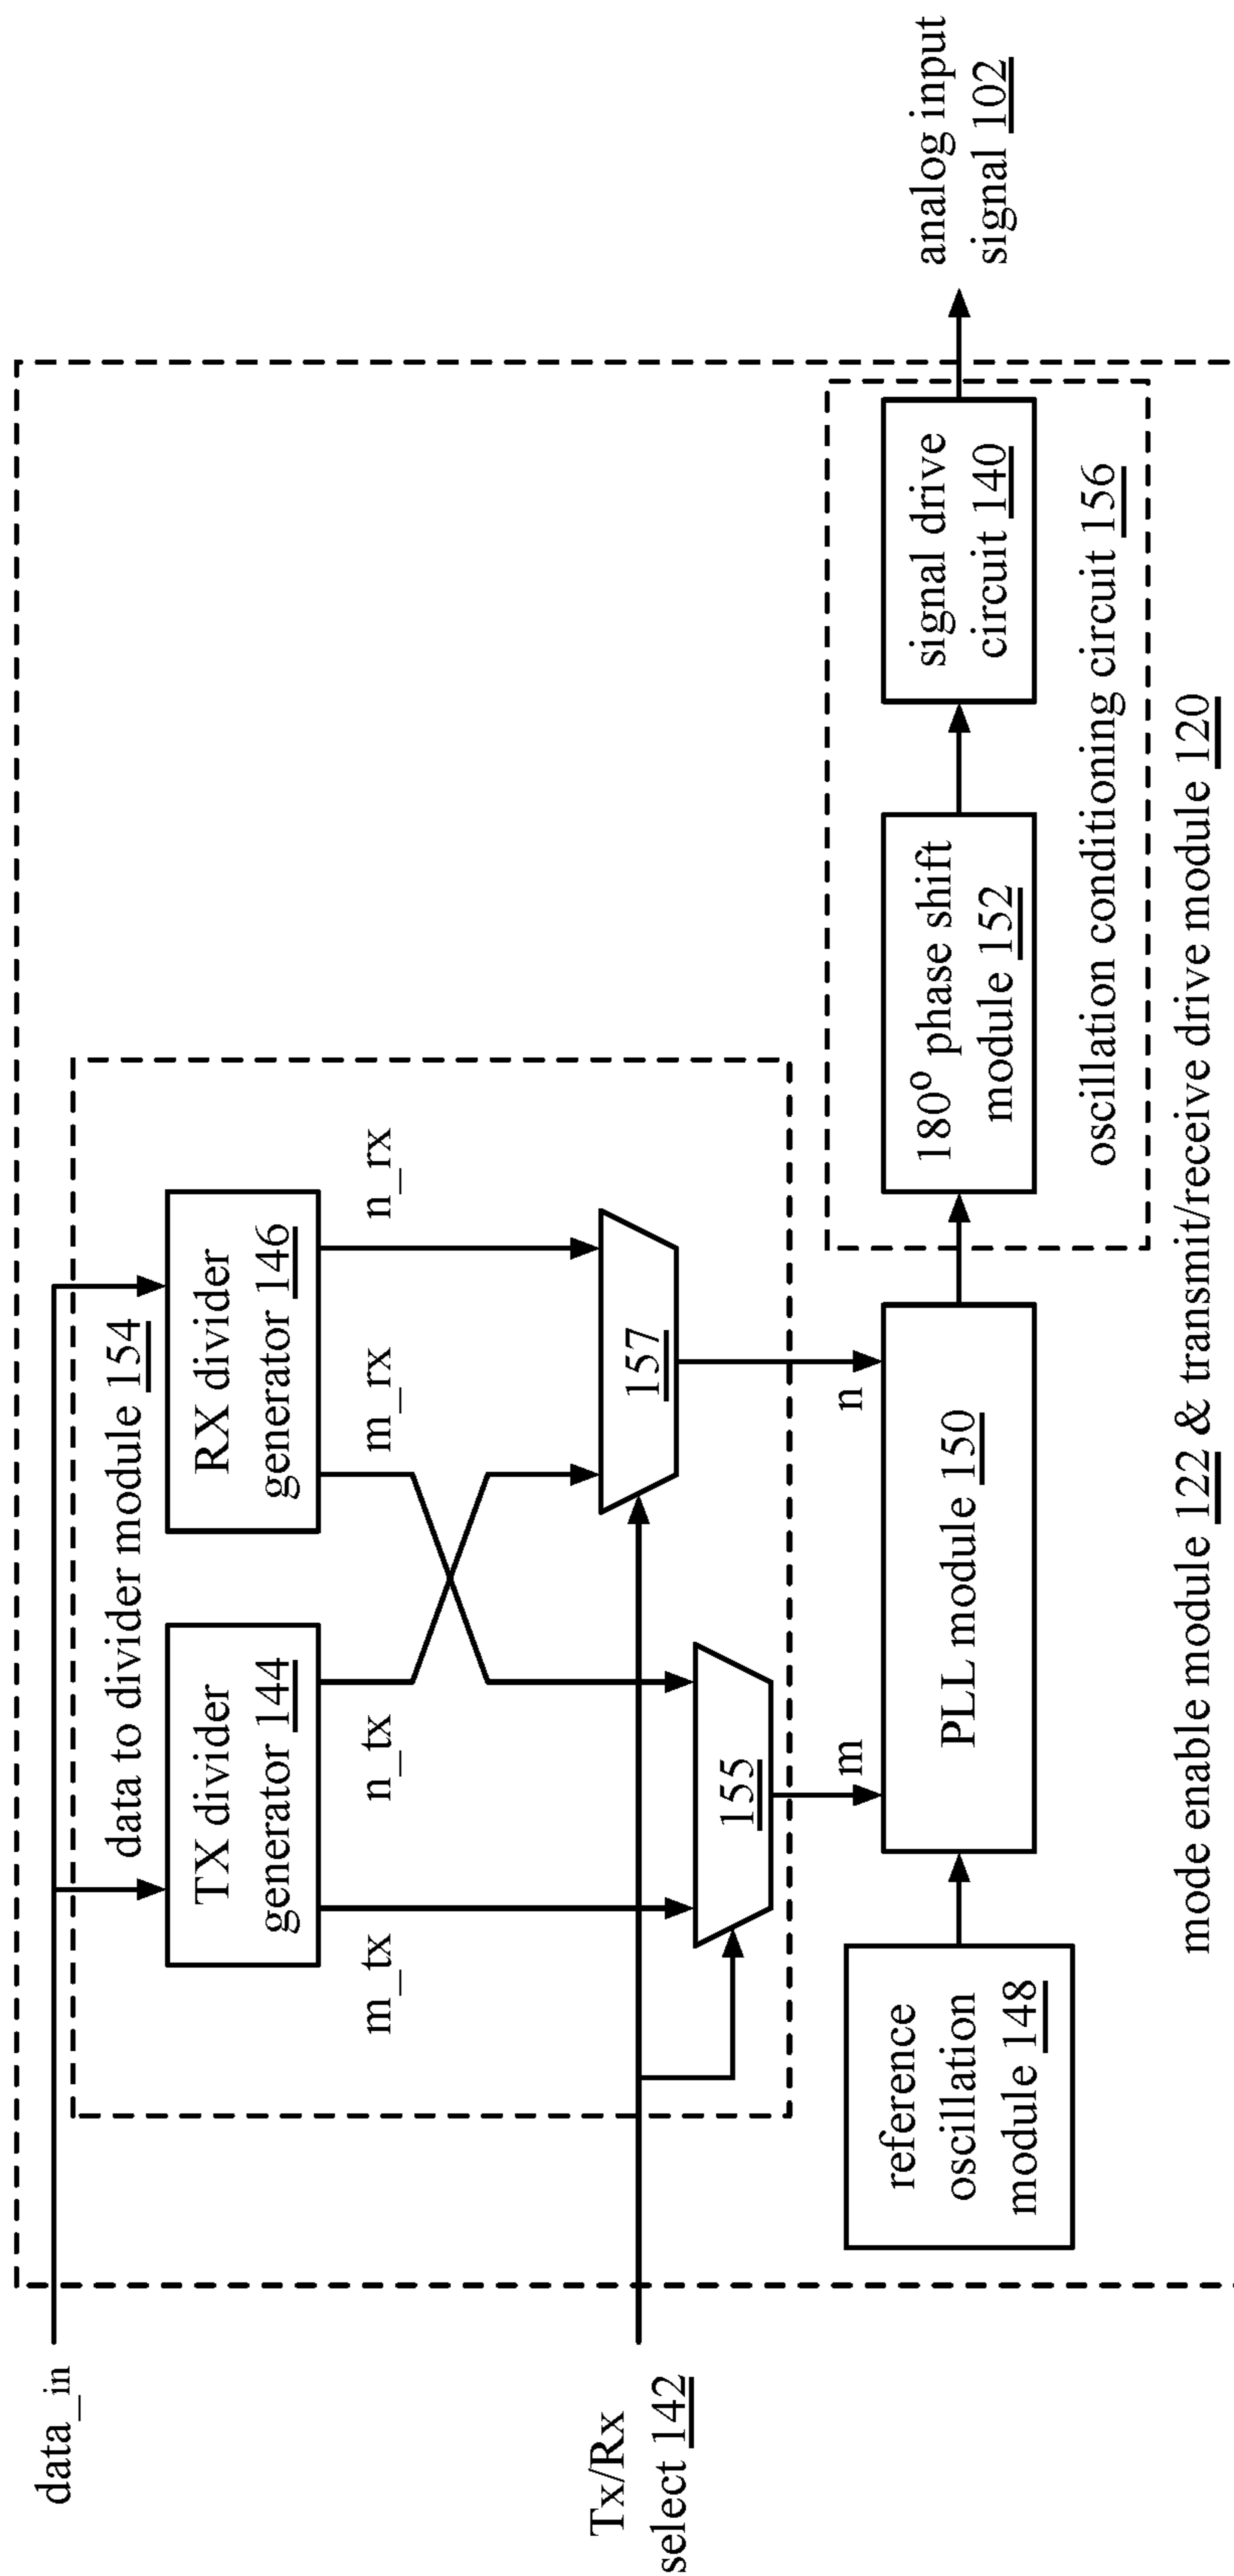 data_in
data to divider module 154
TX divider
generator 144
RX divider
generator 146
m_tx
n_tx
m_rx
n_rx
Tx/Rx
select 142
155
157
m
n
reference
oscillation
module 148
PLL module 150
180º phase shift
module 152
signal drive
circuit 140
analog input
signal 102
oscillation conditioning circuit 156
mode enable module 122 & transmit/receive drive module 120